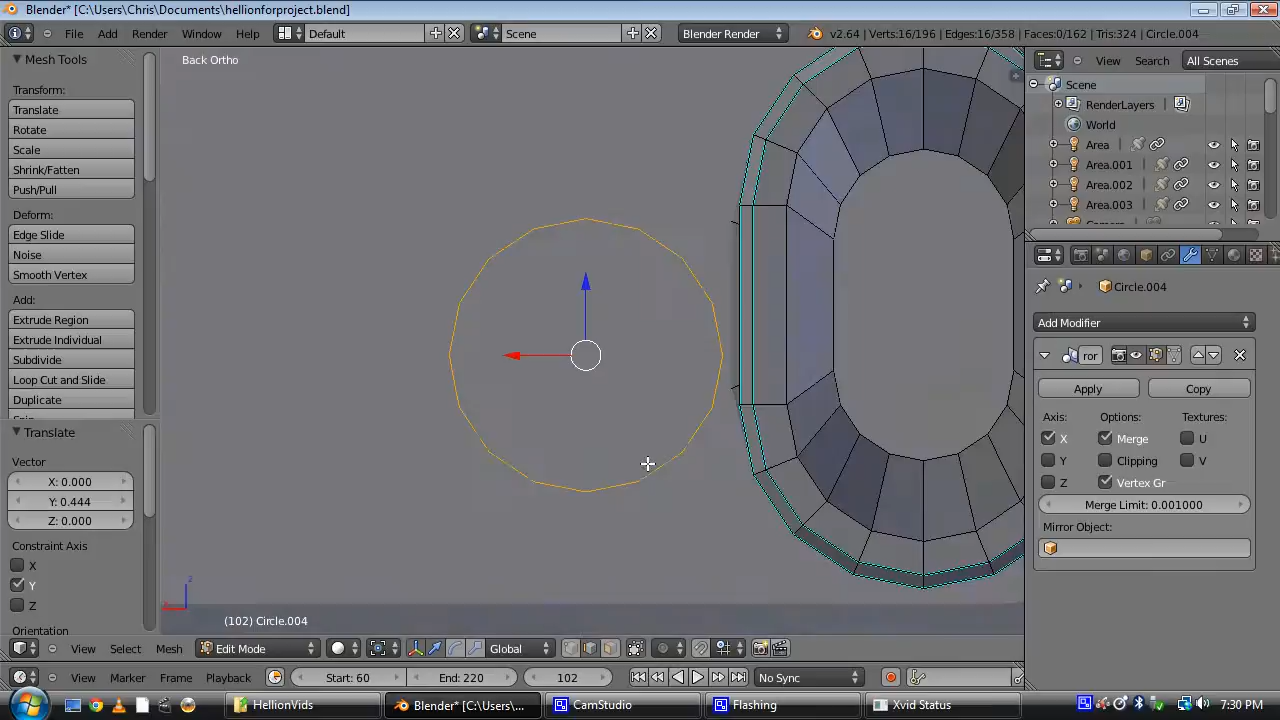 Blender* [C:\Users\Chris\Documents\hellionforproject.blend]
File Add Render Window Help Default Scene Blender Render v2.64 | Verts:16/196 | Edges:16/358 | Faces:0/162 | Tris:324 | Circle.004
Mesh Tools
Transform:
Translate
Rotate
Scale
Shrink/Fatten
Push/Pull
Deform:
Edge Slide
Noise
Smooth Vertex
Add:
Extrude Region
Extrude Individual
Subdivide
Loop Cut and Slide
Duplicate
Translate
Vector
X: 0.000
Y: 0.444
Z: 0.000
Constraint Axis
X
Y
Z
Orientation
Back Ortho
z
(102) Circle.004
View Search All Scenes
Scene
RenderLayers
World
Area
Area.001
Area.002
Area.003
Circle.004
Add Modifier
ror
Apply Copy
Axis: Options: Textures:
X Merge U
Y Clipping V
Z Vertex Gr
Merge Limit: 0.001000
Mirror Object:
View Select Mesh Edit Mode Global
View Marker Frame Playback Start: 60 End: 220 102 No Sync
HellionVids Blender* [C:\Users\C... CamStudio Flashing Xvid Status 7:30 PM